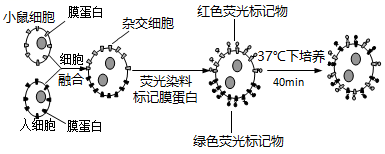 小鼠细胞
膜蛋白
杂交细胞
红色荧光标记物
细胞
融合
荧光染料
标记膜蛋白
37℃下培养
40min
人细胞
膜蛋白
绿色荧光标记物